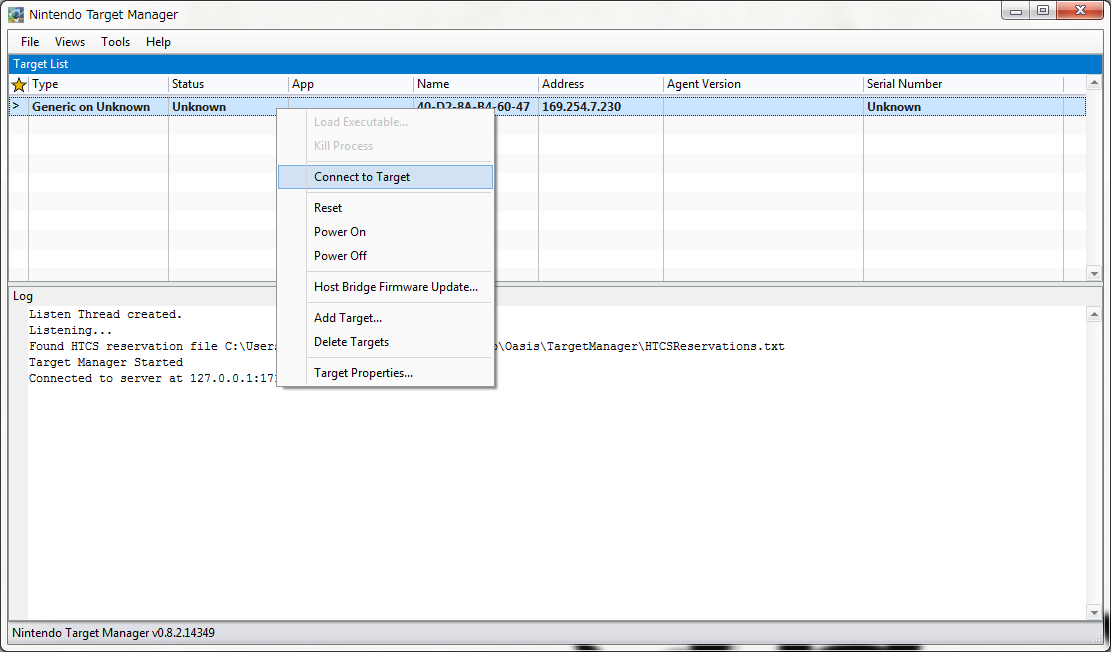 Nintendo Target Manager
File Views Tools Help
Target List
Type Status App Name Address Agent Version Serial Number
> Generic on Unknown Unknown 40-D2-8A-B4-60-47 169.254.7.230 Unknown
Load Executable...
Kill Process
Connect to Target
Reset
Power On
Power Off
Host Bridge Firmware Update...
Add Target...
Delete Targets
Target Properties...
Log
Listen Thread created.
Listening...
Found HTCS reservation file C:\Users \Oasis\TargetManager\HTCSReservations.txt
Target Manager Started
Connected to server at 127.0.0.1:17
Nintendo Target Manager v0.8.2.14349